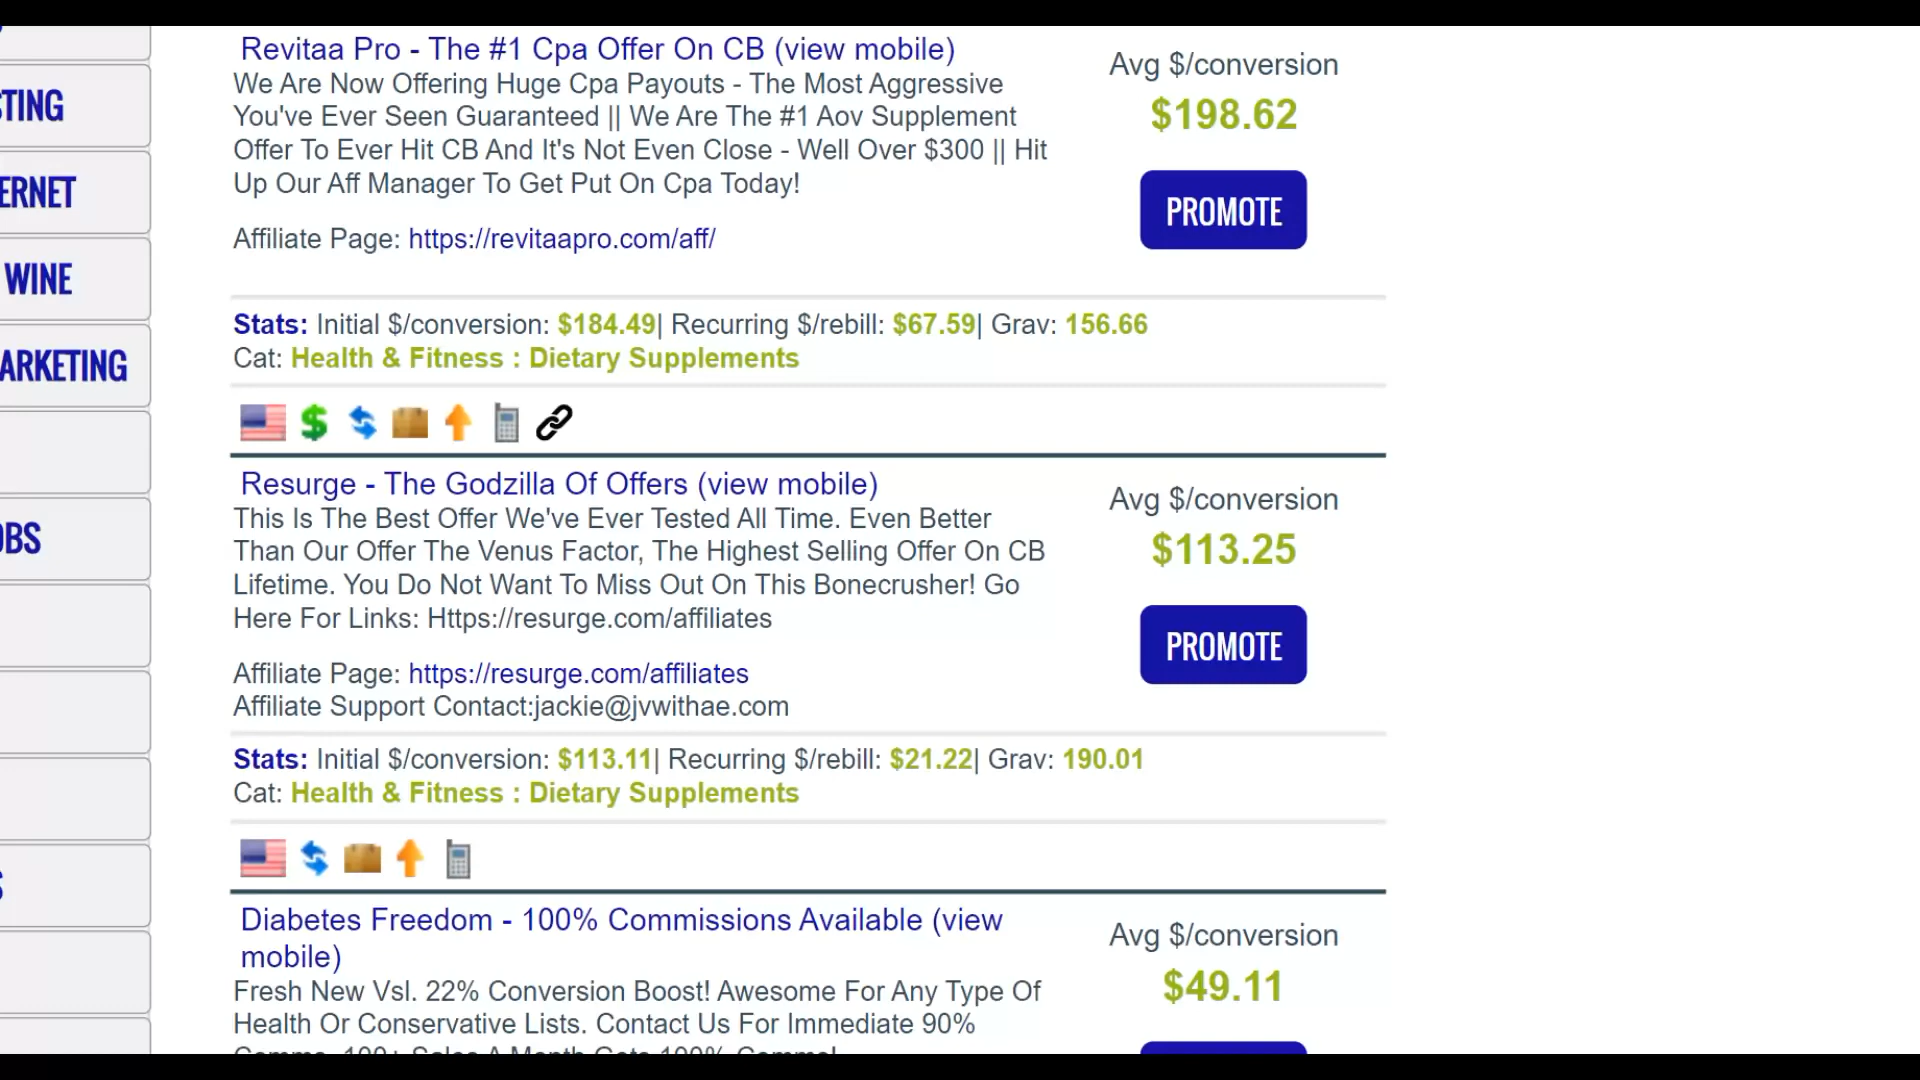 Revitaa Pro - The #1 Cpa Offer On CB (view mobile)
We Are Now Offering Huge Cpa Payouts - The Most Aggressive
You've Ever Seen Guaranteed || We Are The #1 Aov Supplement
Offer To Ever Hit CB And It's Not Even Close - Well Over $300 || Hit
Up Our Aff Manager To Get Put On Cpa Today!
Affiliate Page: https://revitaapro.com/aff/
Avg $/conversion
$198.62
PROMOTE
Stats: Initial $/conversion: $184.49| Recurring $/rebill: $67.59| Grav: 156.66
Cat: Health & Fitness : Dietary Supplements
Resurge - The Godzilla Of Offers (view mobile)
This Is The Best Offer We've Ever Tested All Time. Even Better
Than Our Offer The Venus Factor, The Highest Selling Offer On CB
Lifetime. You Do Not Want To Miss Out On This Bonecrusher! Go
Here For Links: Https://resurge.com/affiliates
Affiliate Page: https://resurge.com/affiliates
Affiliate Support Contact:jackie@jvwithae.com
Avg $/conversion
$113.25
PROMOTE
Stats: Initial $/conversion: $113.11| Recurring $/rebill: $21.22| Grav: 190.01
Cat: Health & Fitness : Dietary Supplements
Diabetes Freedom - 100% Commissions Available (view
mobile)
Fresh New Vsl. 22% Conversion Boost! Awesome For Any Type Of
Health Or Conservative Lists. Contact Us For Immediate 90%
Comms. 100+ Sales A Month Gets 100% Comms!
Avg $/conversion
$49.11
TING
ERNET
WINE
ARKETING
OBS
S